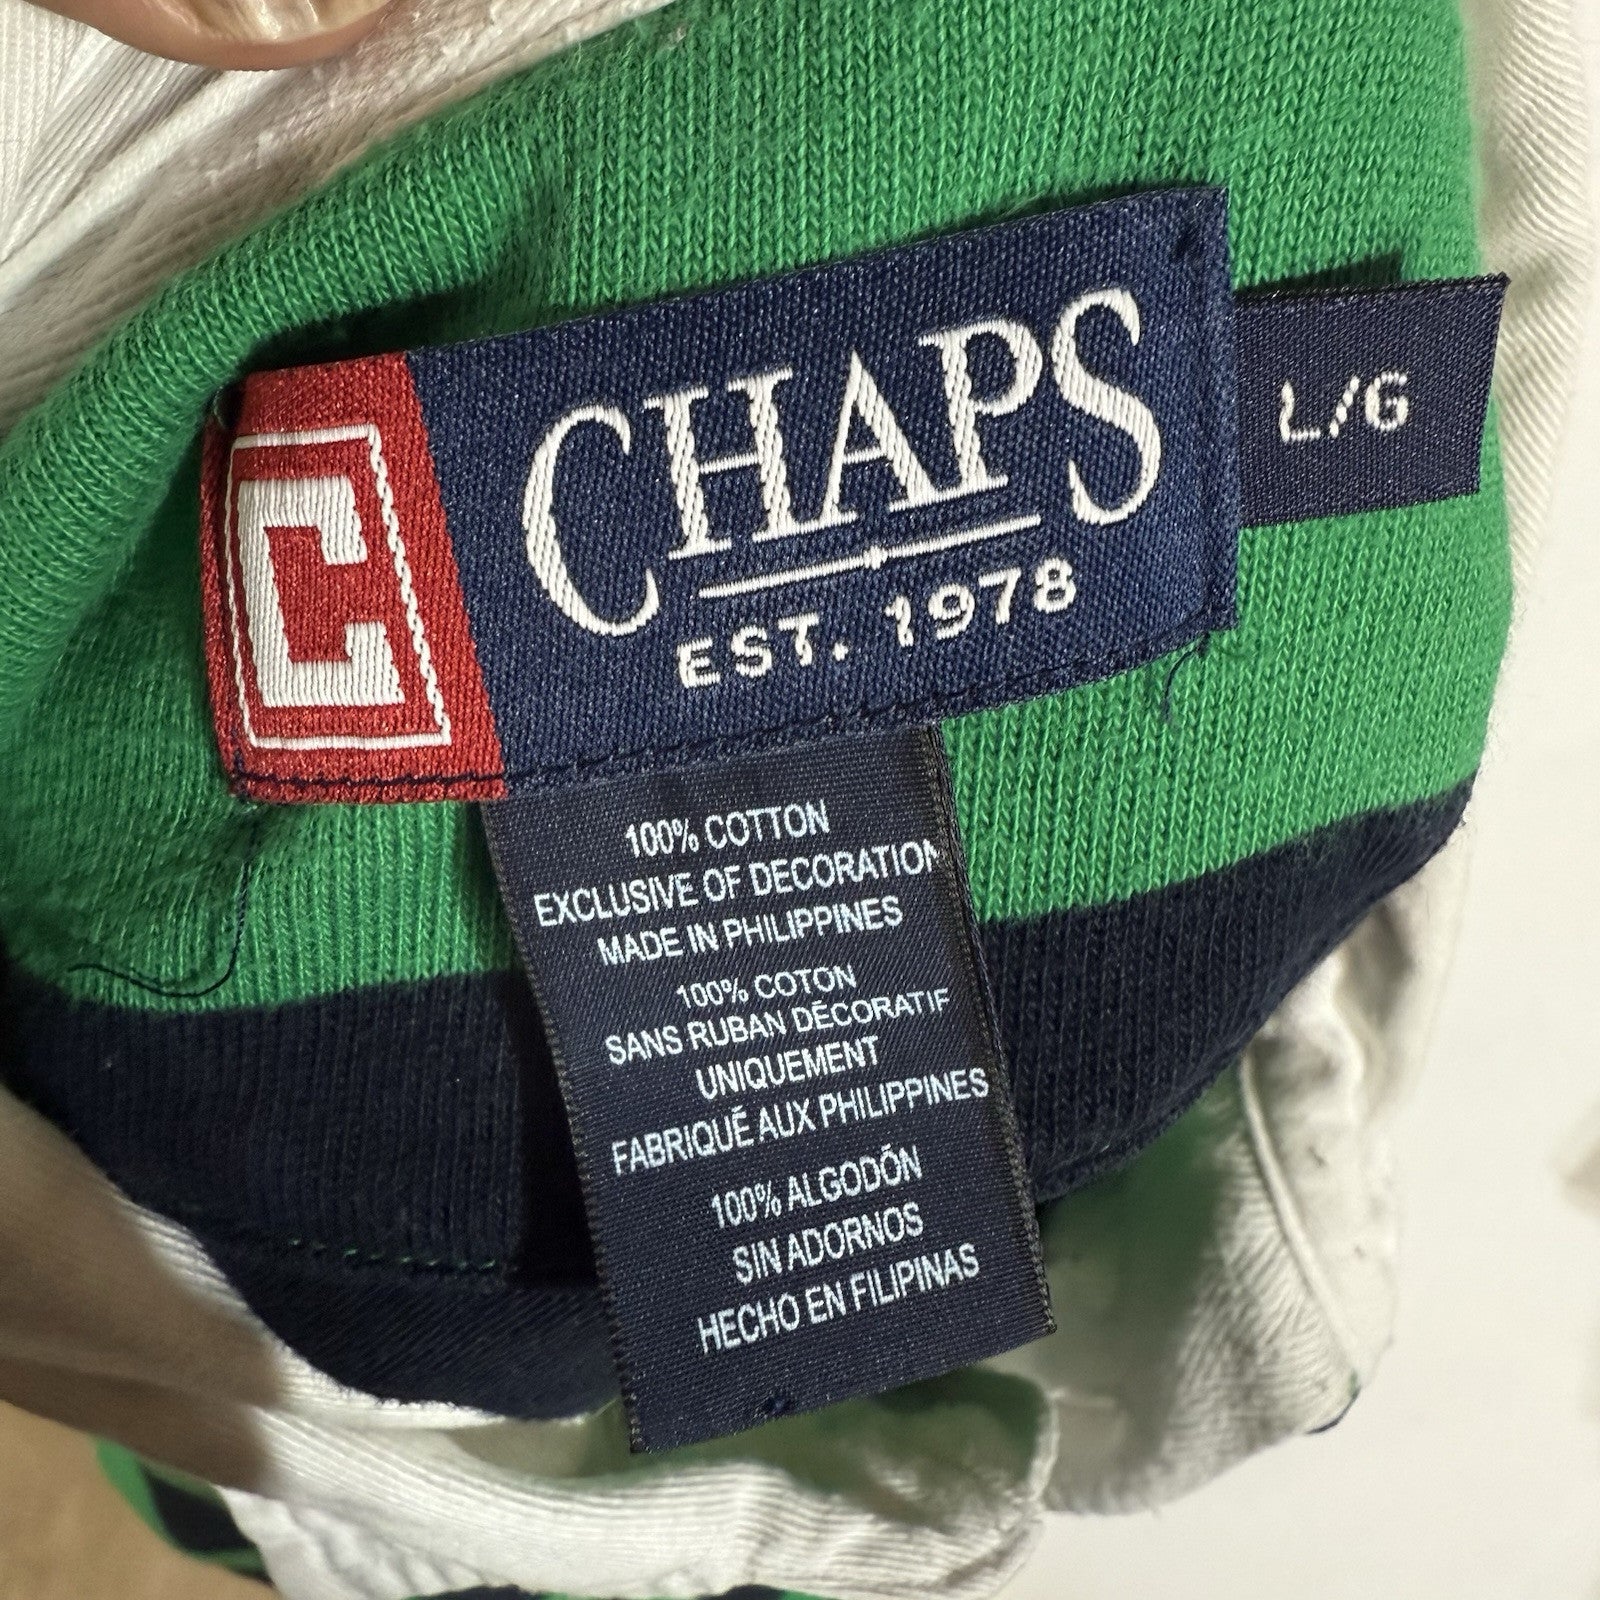 C
CHAPS
EST. 1978
L/G
100% COTTON
EXCLUSIVE OF DECORATION
MADE IN PHILIPPINES
100% COTON
SANS RUBAN DÉCORATIF
UNIQUEMENT
FABRIQUÉ AUX PHILIPPINES
100% ALGODÓN
SIN ADORNOS
HECHO EN FILIPINAS